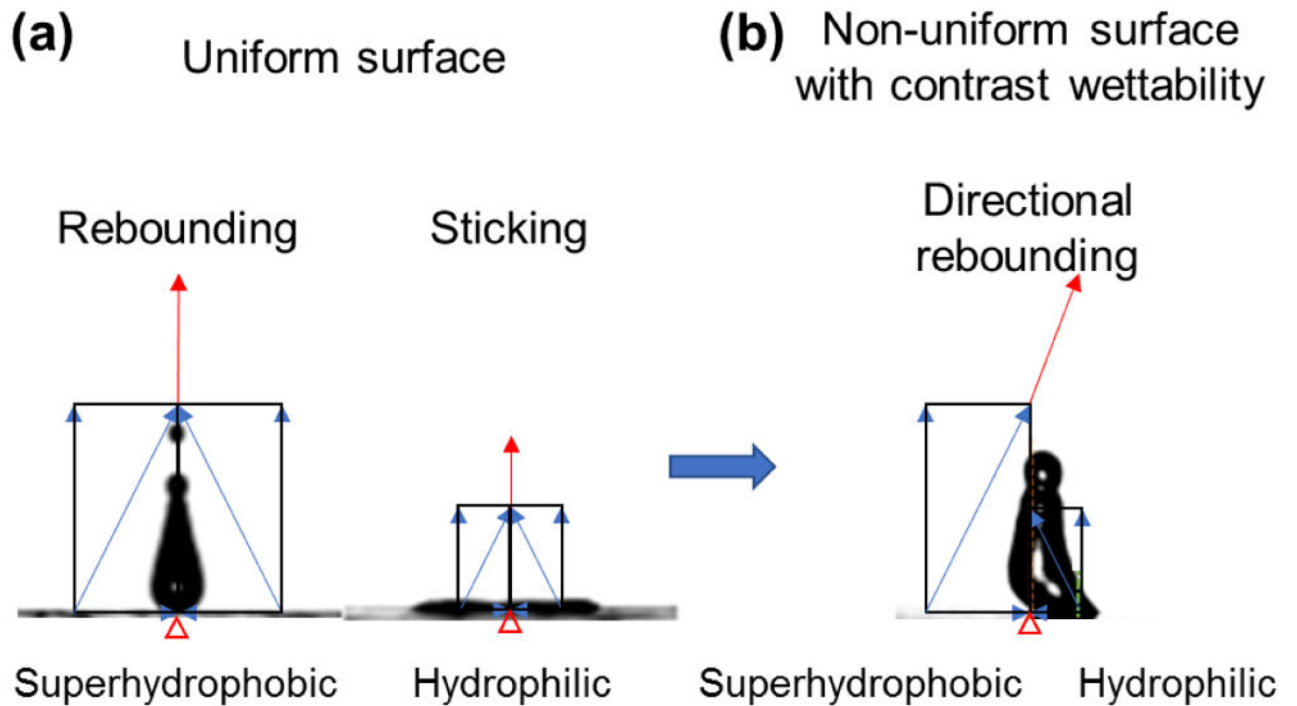 (a)
Uniform surface
(b)
Non-uniform surface
with contrast wettability
Rebounding
Sticking
Directional
rebounding
Superhydrophobic
Hydrophilic
Superhydrophobic
Hydrophilic